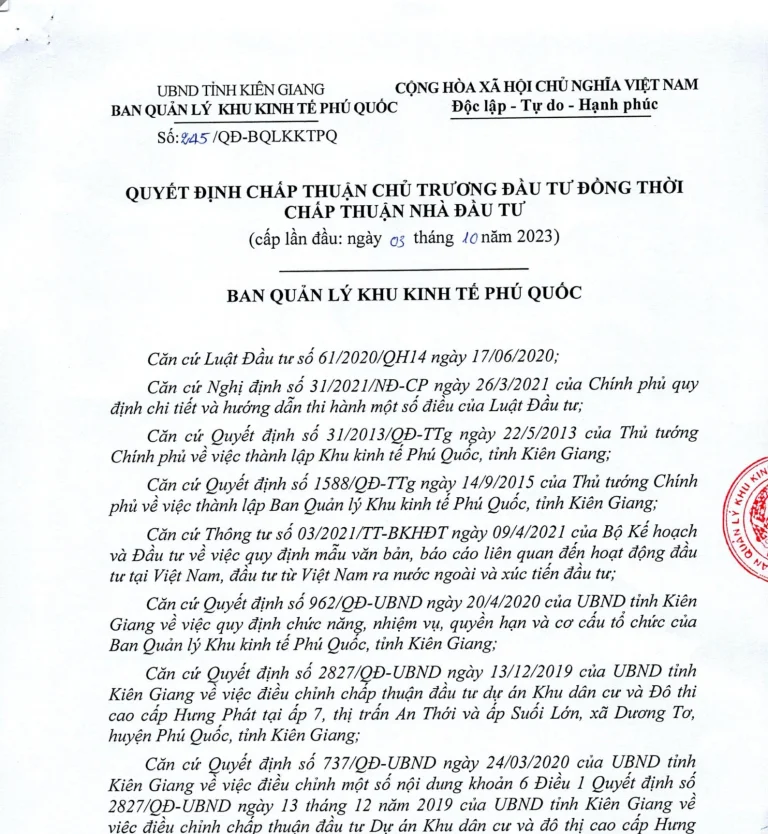 UBND TỈNH KIÊN GIANG
BAN QUẢN LÝ KHU KINH TẾ PHÚ QUỐC
Số:245/QĐ-BQLKKTPQ
CỘNG HÒA XÃ HỘI CHỦ NGHĨA VIỆT NAM
Độc lập - Tự do - Hạnh phúc
QUYẾT ĐỊNH CHẤP THUẬN CHỦ TRƯƠNG ĐẦU TƯ ĐỒNG THỜI
CHẤP THUẬN NHÀ ĐẦU TƯ
(cấp lần đầu: ngày 03 tháng 10 năm 2023)
BAN QUẢN LÝ KHU KINH TẾ PHÚ QUỐC
Căn cứ Luật Đầu tư số 61/2020/QH14 ngày 17/06/2020;
Căn cứ Nghị định số 31/2021/NĐ-CP ngày 26/3/2021 của Chính phủ quy
định chi tiết và hướng dẫn thi hành một số điều của Luật Đầu tư;
Căn cứ Quyết định số 31/2013/QĐ-TTg ngày 22/5/2013 của Thủ tướng
Chính phủ về việc thành lập Khu kinh tế Phú Quốc, tỉnh Kiên Giang;
Căn cứ Quyết định số 1588/QĐ-TTg ngày 14/9/2015 của Thủ tướng Chính
phủ về việc thành lập Ban Quản lý Khu kinh tế Phú Quốc, tỉnh Kiên Giang;
Căn cứ Thông tư số 03/2021/TT-BKHĐT ngày 09/4/2021 của Bộ Kế hoạch
và Đầu tư về việc quy định mẫu văn bản, báo cáo liên quan đến hoạt động đầu
tư tại Việt Nam, đầu tư từ Việt Nam ra nước ngoài và xúc tiến đầu tư;
Căn cứ Quyết định số 962/QĐ-UBND ngày 20/4/2020 của UBND tỉnh Kiên
Giang về việc quy định chức năng, nhiệm vụ, quyền hạn và cơ cấu tổ chức của
Ban Quản lý Khu kinh tế Phú Quốc, tỉnh Kiên Giang;
Căn cứ Quyết định số 2827/QĐ-UBND ngày 13/12/2019 của UBND tỉnh
Kiên Giang về việc điều chỉnh chấp thuận đầu tư dự án Khu dân cư và Đô thi
cao cấp Hưng Phát tại ấp 7, thị trấn An Thới và ấp Suối Lớn, xã Dương Tơ,
huyện Phú Quốc, tỉnh Kiên Giang;
Căn cứ Quyết định số 737/QĐ-UBND ngày 24/03/2020 của UBND tỉnh
Kiên Giang về việc điều chỉnh một số nội dung khoản 6 Điều 1 Quyết định số
2827/QĐ-UBND ngày 13 tháng 12 năm 2019 của UBND tỉnh Kiên Giang về
việc điều chỉnh chấp thuận đầu tư Dự án Khu dân cư và đô thị cao cấp Hưng
QUẢN LÝ KHU KIN